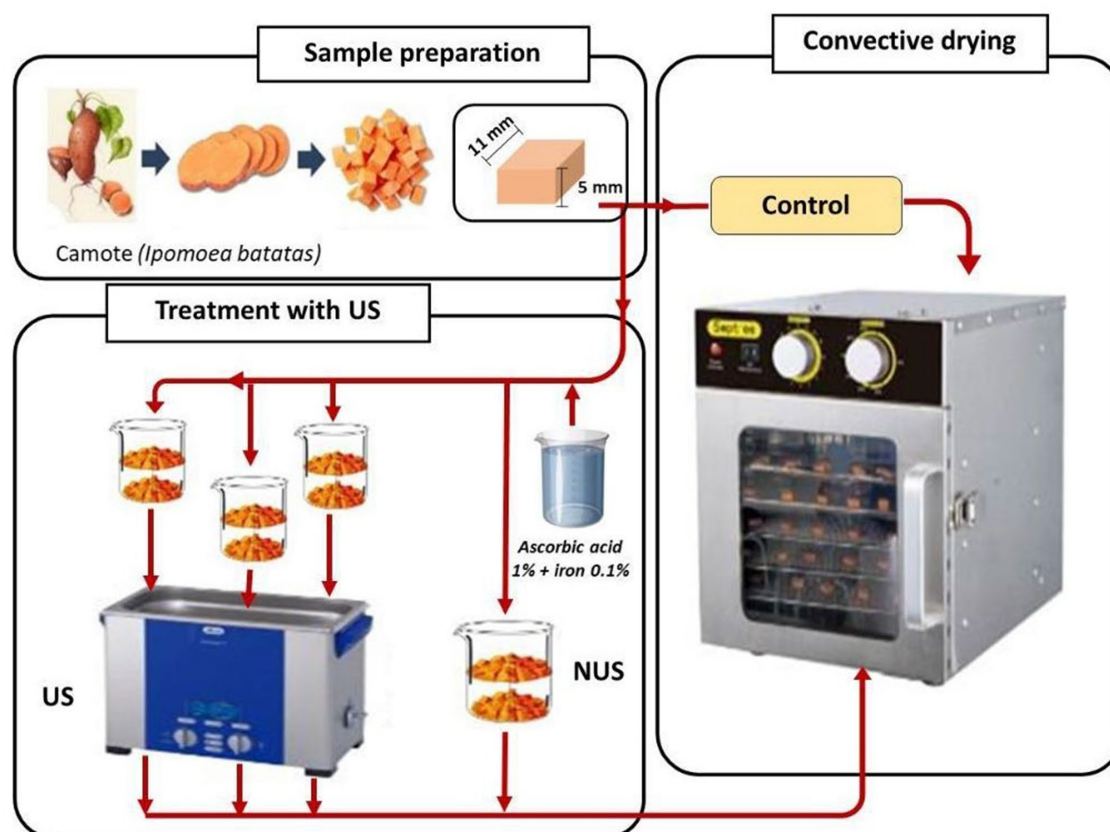 Sample preparation
Convective drying
11 mm
5 mm
Camote (Ipomoea batatas)
Control
Treatment with US
Septree
Ascorbic acid
1% + iron 0.1%
US
NUS